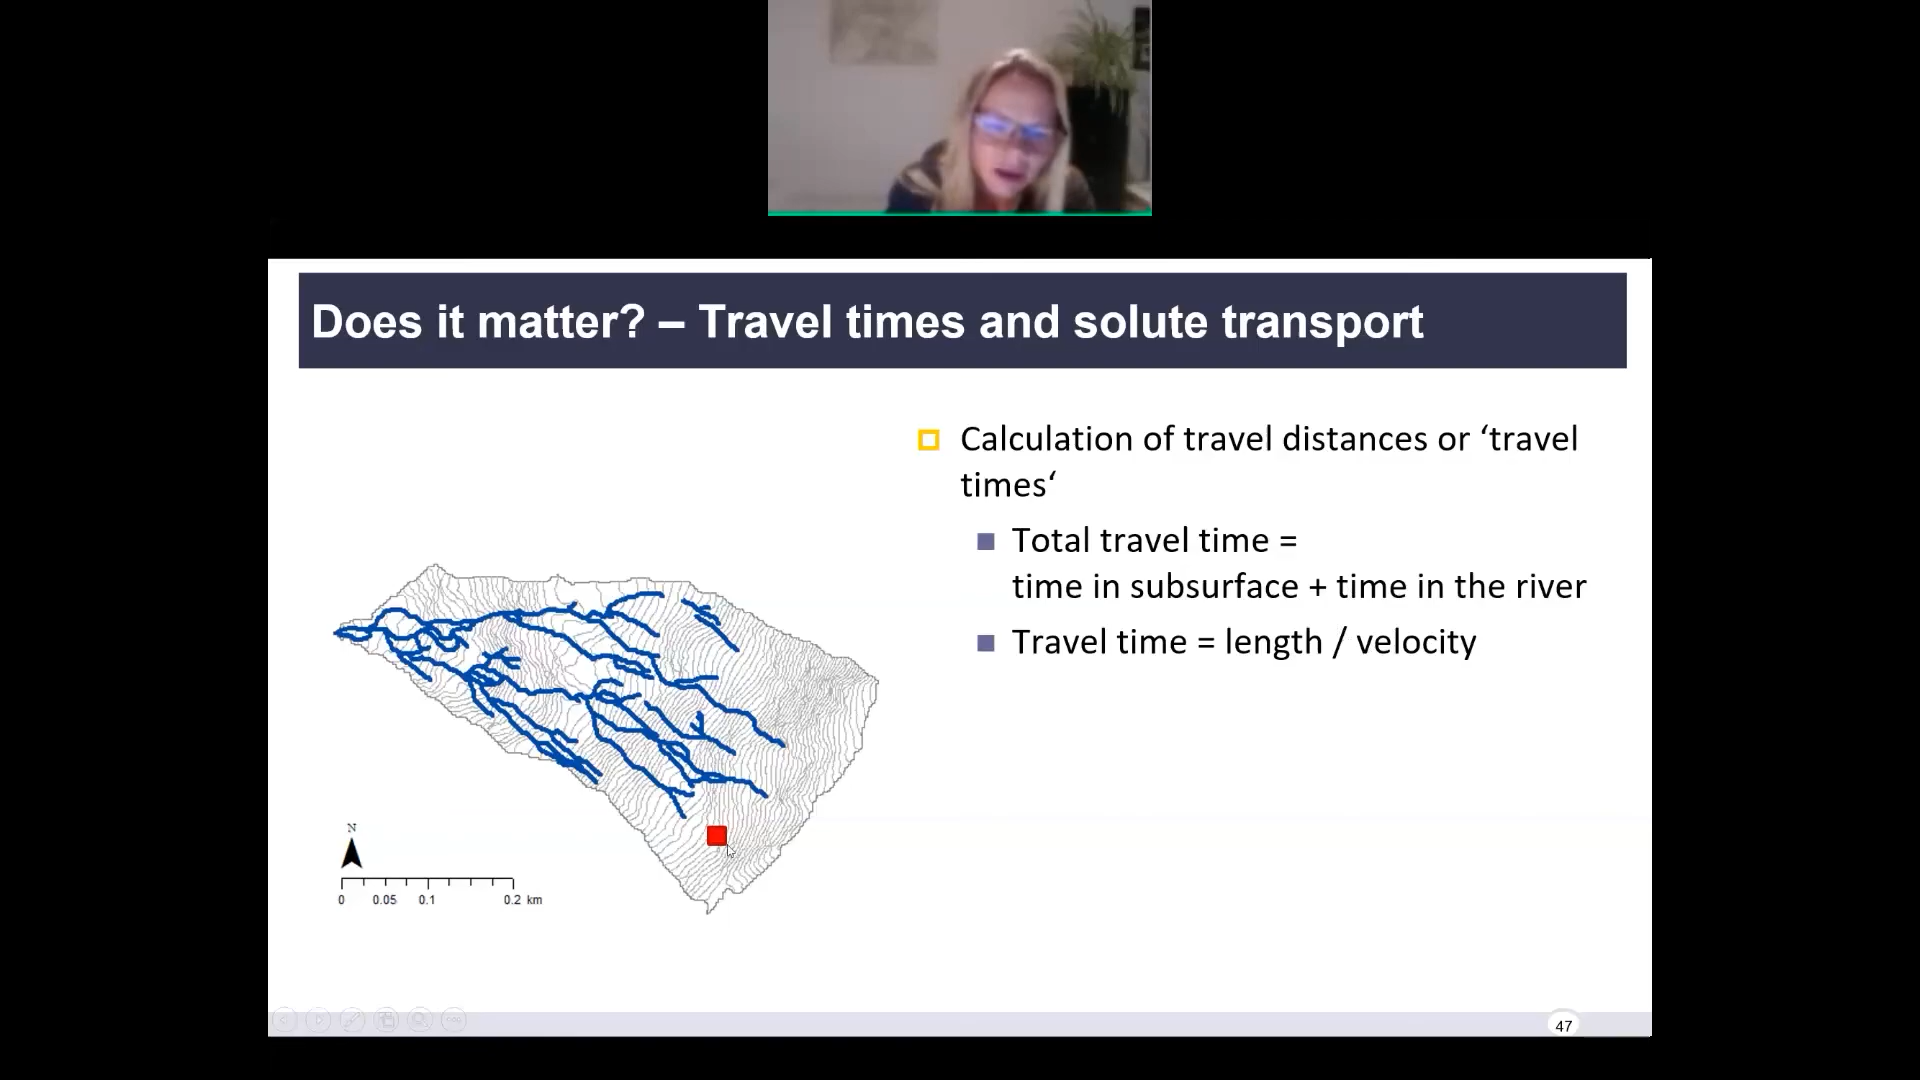 Does it matter? – Travel times and solute transport
Calculation of travel distances or ‘travel
times‘
Total travel time =
time in subsurface + time in the river
Travel time = length / velocity
N
0 0.05 0.1 0.2 km
47